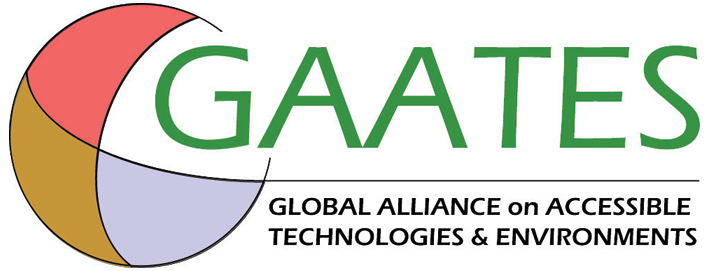 GAATES
GLOBAL ALLIANCE on ACCESSIBLE
TECHNOLOGIES & ENVIRONMENTS